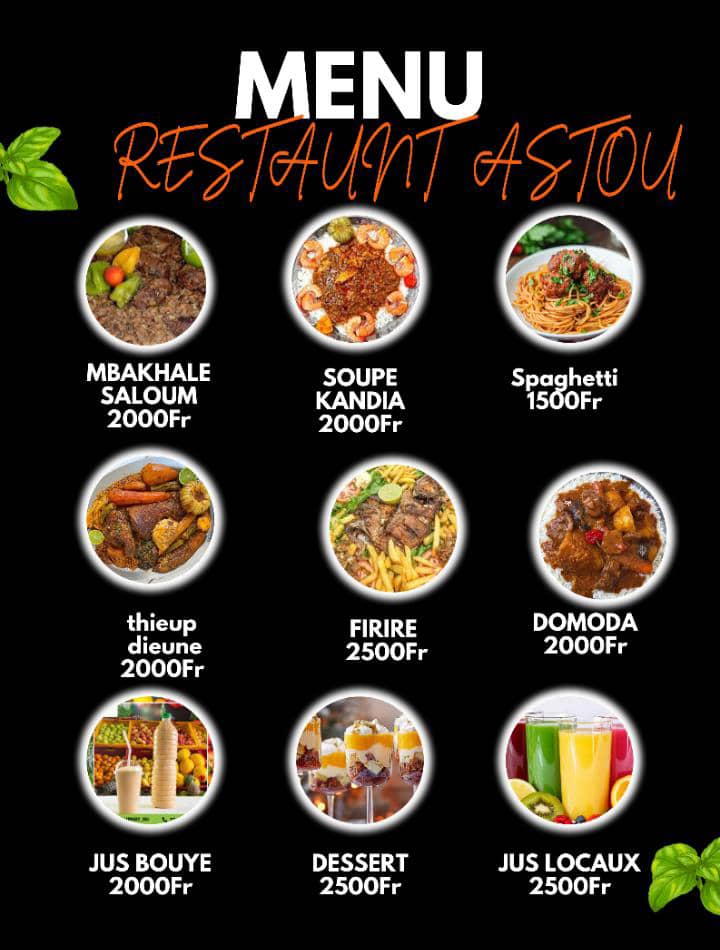 MENU
RESTAUNT ASTOU
MBAKHALE
SALOUM
2000Fr
SOUPE
KANDIA
2000Fr
Spaghetti
1500Fr
thieup
dieune
2000Fr
FIRIRE
2500Fr
DOMODA
2000Fr
JUS BOUYE
2000Fr
DESSERT
2500Fr
JUS LOCAUX
2500Fr